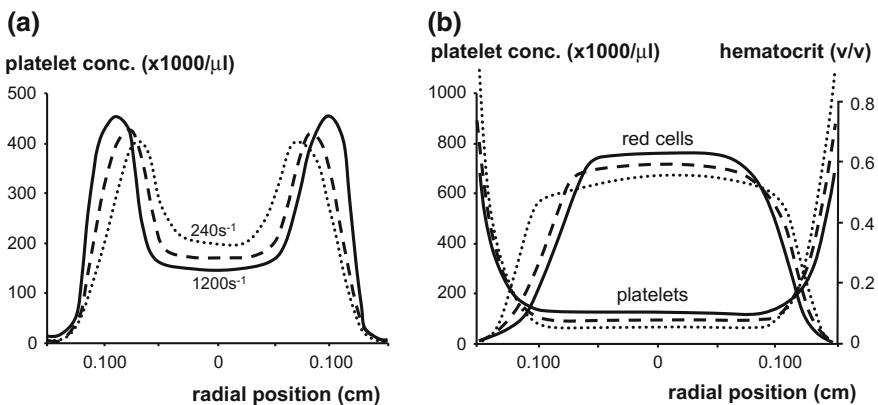 (a)
platelet conc. (x1000/µl)
500
400
300
200
100
0
240s⁻¹
1200s⁻¹
0.100 0 0.100
radial position (cm)
(b)
platelet conc. (x1000/µl) hematocrit (v/v)
1000
800
600
400
200
0
red cells
platelets
0.8
0.6
0.4
0.2
0
0.100 0 0.100
radial position (cm)